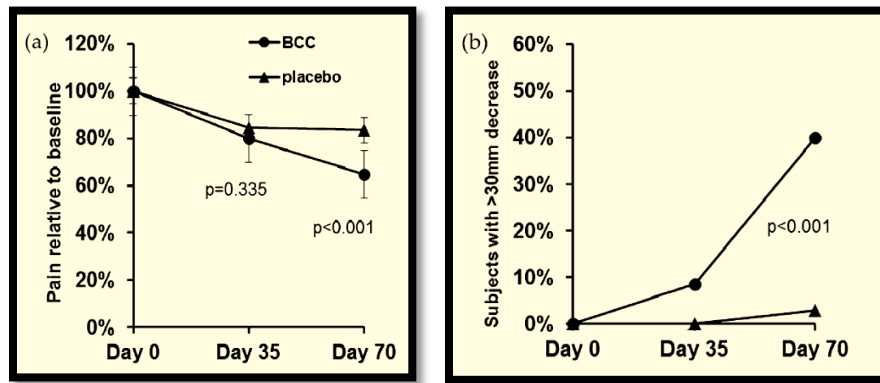 (a)
Pain relative to baseline
120%
100%
80%
60%
40%
20%
0%
BCC
placebo
p=0.335
p<0.001
Day 0 Day 35 Day 70
(b)
Subjects with >30mm decrease
60%
50%
40%
30%
20%
10%
0%
p<0.001
Day 0 Day 35 Day 70